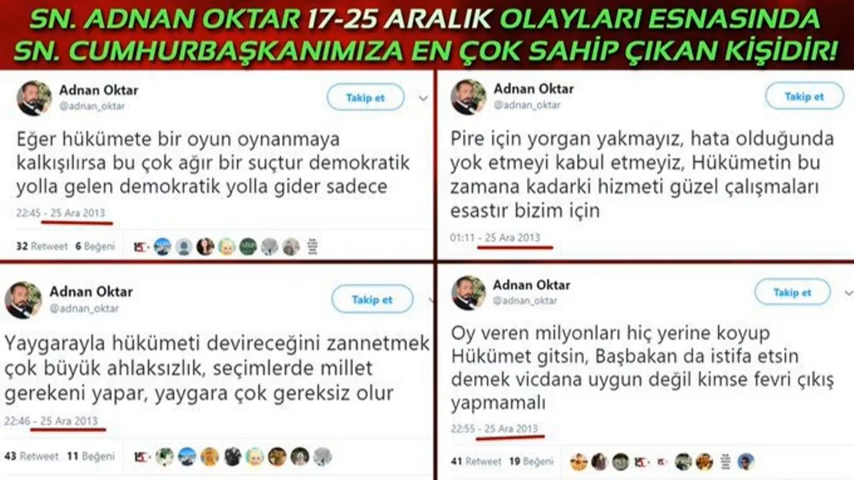 SN. ADNAN OKTAR 17-25 ARALIK OLAYLARI ESNASINDA
SN. CUMHURBAŞKANIMIZA EN ÇOK SAHİP ÇIKAN KİŞİDİR!
Adnan Oktar
@adnan_oktar
Takip et
Eğer hükümete bir oyun oynanmaya
kalkışılırsa bu çok ağır bir suçtur demokratik
yolla gelen demokratik yolla gider sadece
22:45 - 25 Ara 2013
32 Retweet 6 Beğeni
Adnan Oktar
@adnan_oktar
Takip et
Pire için yorgan yakmayız, hata olduğunda
yok etmeyi kabul etmeyiz, Hükümetin bu
zamana kadarki hizmeti güzel çalışmaları
esastır bizim için
01:11 - 25 Ara 2013
Adnan Oktar
@adnan_oktar
Takip et
Yaygarayla hükümeti devireceğini zannetmek
çok büyük ahlaksızlık, seçimlerde millet
gerekeni yapar, yaygara çok gereksiz olur
22:46 - 25 Ara 2013
43 Retweet 11 Beğeni
Adnan Oktar
@adnan_oktar
Takip et
Oy veren milyonları hiç yerine koyup
Hükümet gitsin, Başbakan da istifa etsin
demek vicdana uygun değil kimse fevri çıkış
yapmamalı
22:55 - 25 Ara 2013
41 Retweet 19 Beğeni